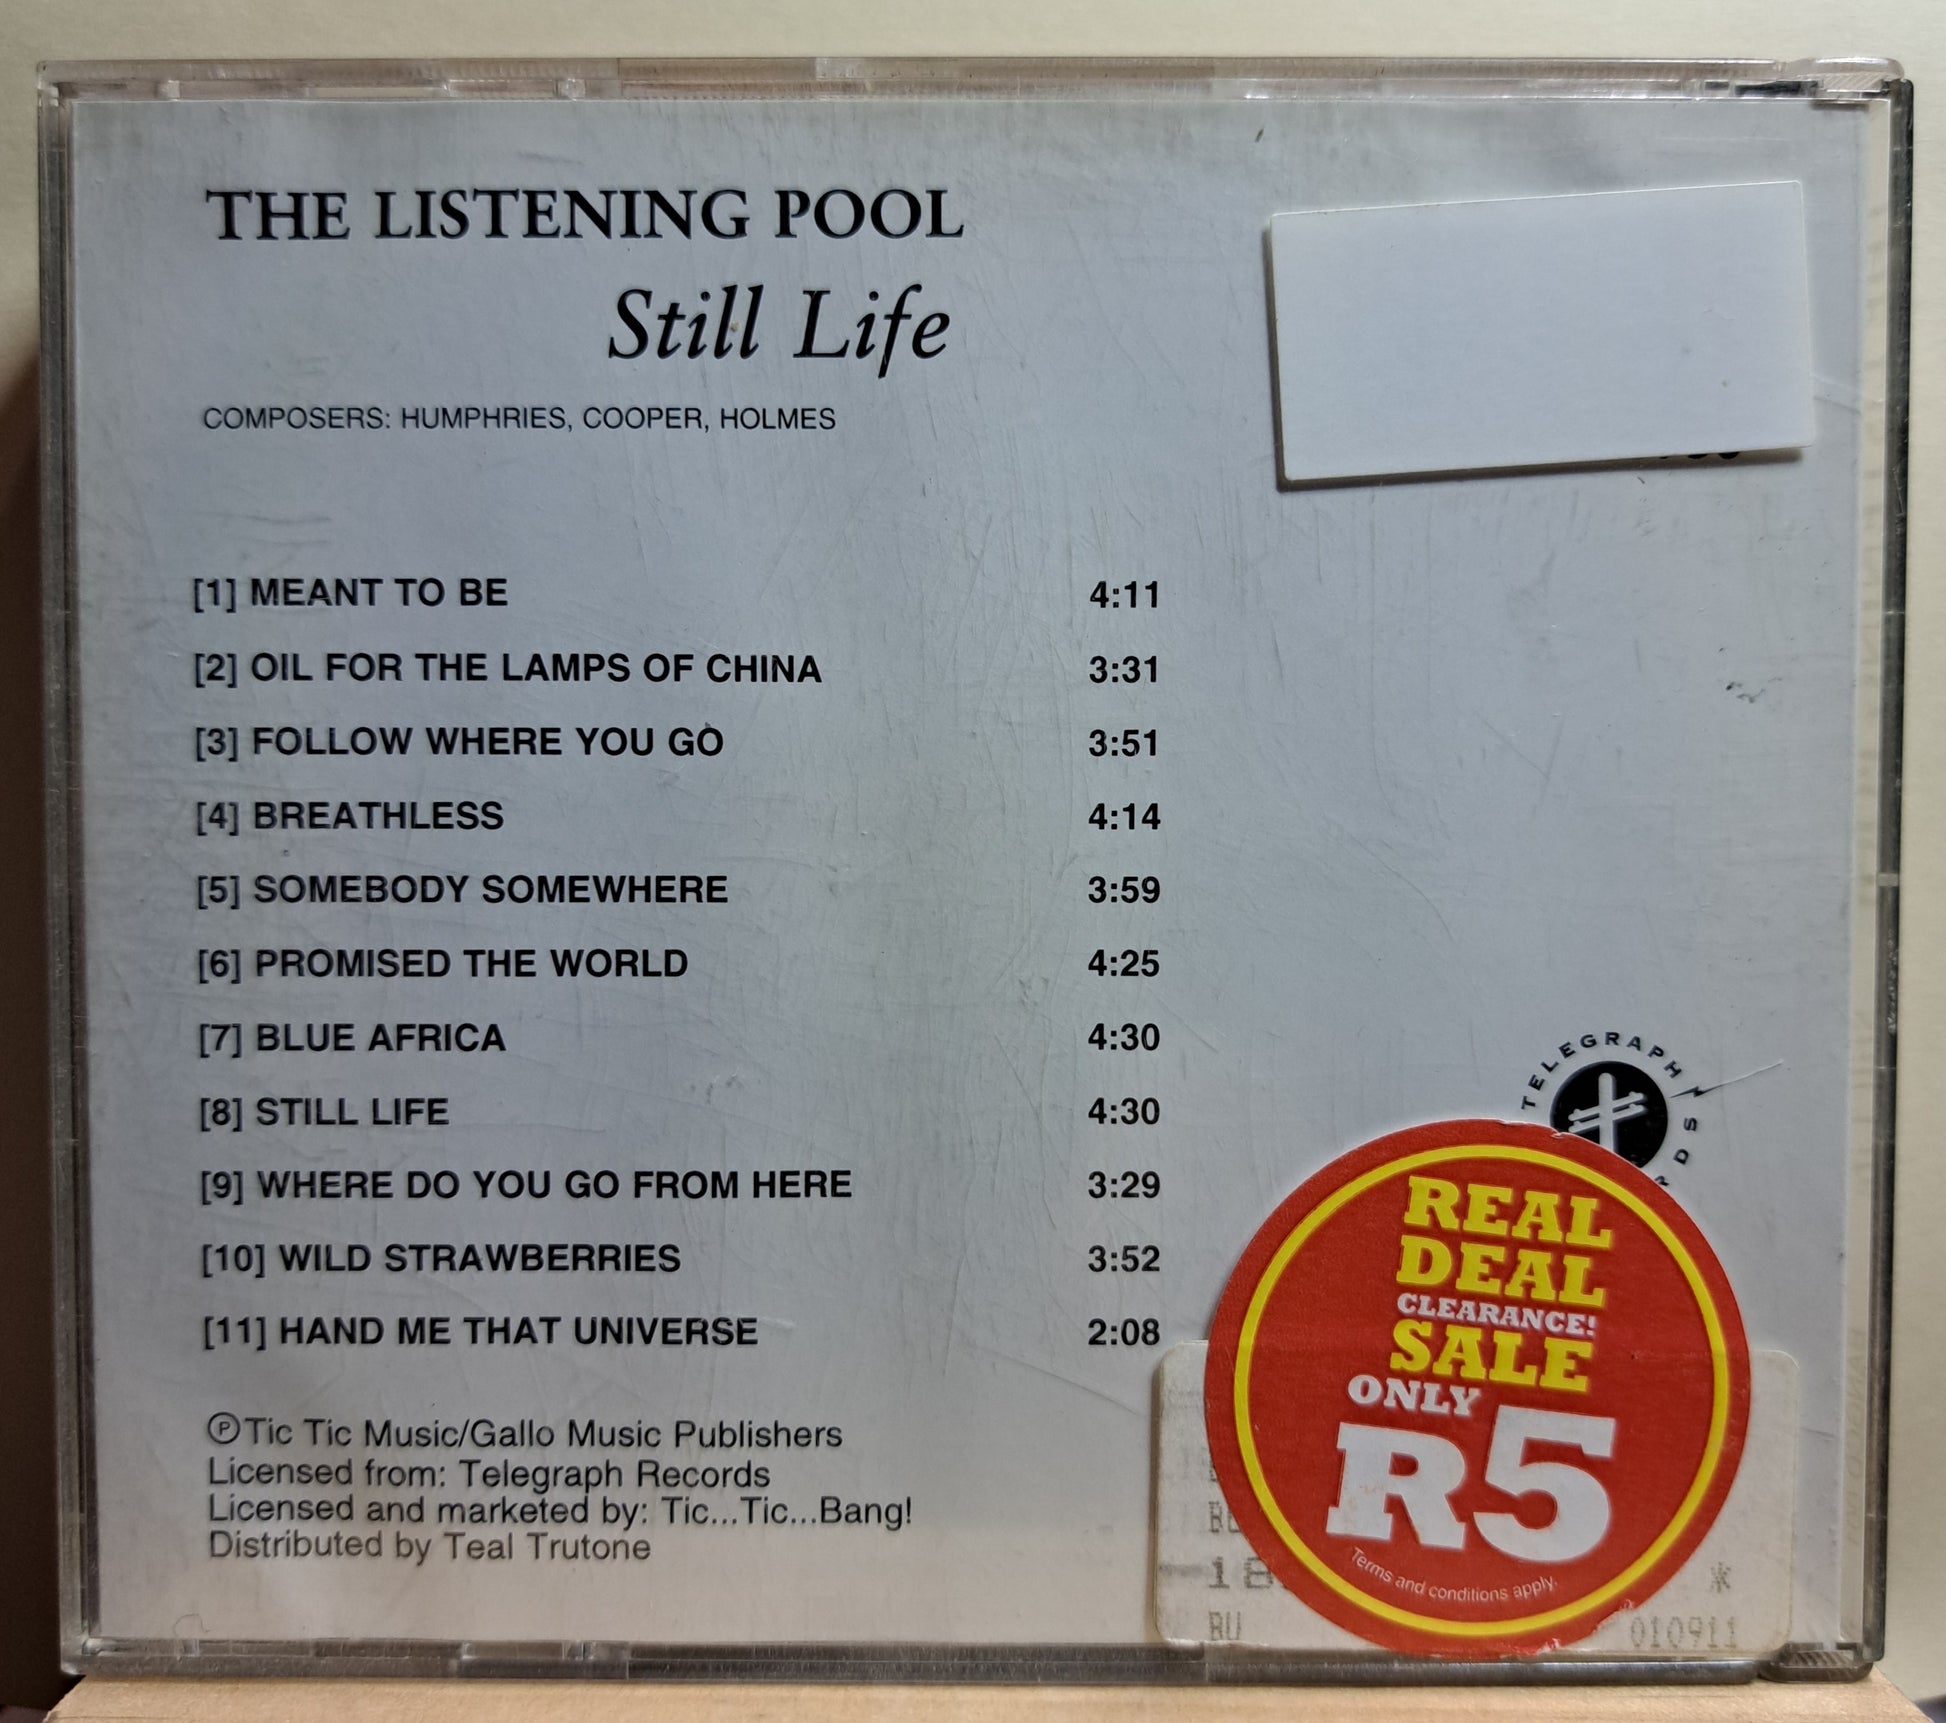 THE LISTENING POOL
Still Life
COMPOSERS: HUMPHRIES, COOPER, HOLMES
[1] MEANT TO BE 4:11
[2] OIL FOR THE LAMPS OF CHINA 3:31
[3] FOLLOW WHERE YOU GO 3:51
[4] BREATHLESS 4:14
[5] SOMEBODY SOMEWHERE 3:59
[6] PROMISED THE WORLD 4:25
[7] BLUE AFRICA 4:30
[8] STILL LIFE 4:30
[9] WHERE DO YOU GO FROM HERE 3:29
[10] WILD STRAWBERRIES 3:52
[11] HAND ME THAT UNIVERSE 2:08
℗Tic Tic Music/Gallo Music Publishers
Licensed from: Telegraph Records
Licensed and marketed by: Tic...Tic...Bang!
Distributed by Teal Trutone
TELEGRAPH
REAL
DEAL
CLEARANCE!
SALE
ONLY
R5
Terms and conditions apply.
BU
010911